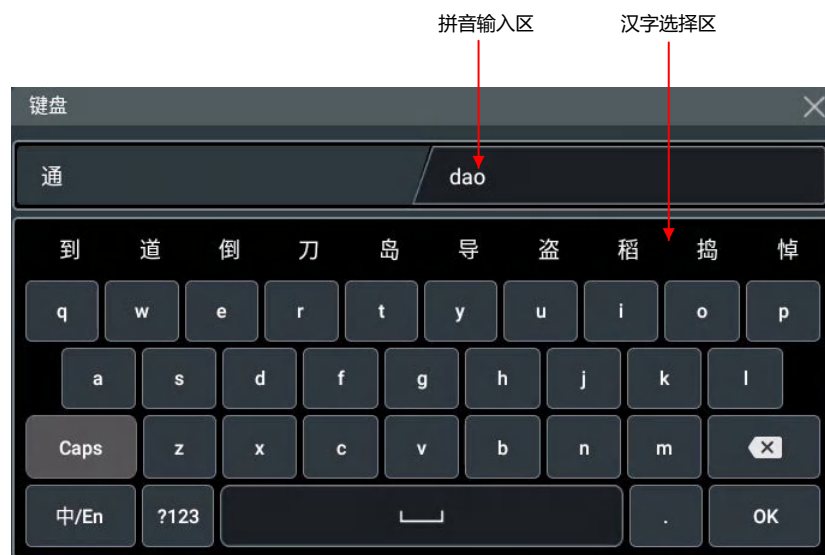 拼音输入区 汉字选择区
键盘
通 dao
到 道 倒 刀 岛 导 盗 稻 捣 悼
q w e r t y u i o p
a s d f g h j k l
Caps z x c v b n m
中/En ?123 . OK